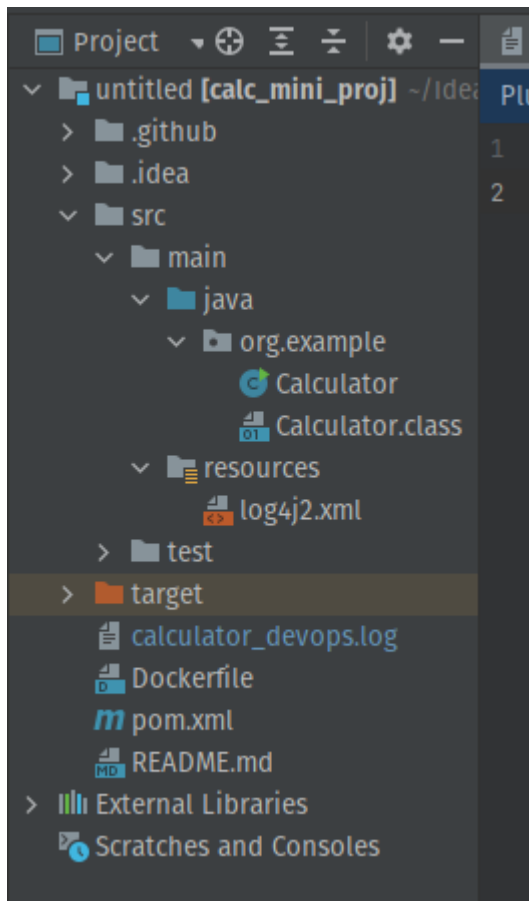 Project
untitled [calc_mini_proj] ~/Idea
Plu
.github
1
.idea
2
src
main
java
org.example
Calculator
Calculator.class
resources
log4j2.xml
test
target
calculator_devops.log
Dockerfile
pom.xml
README.md
External Libraries
Scratches and Consoles